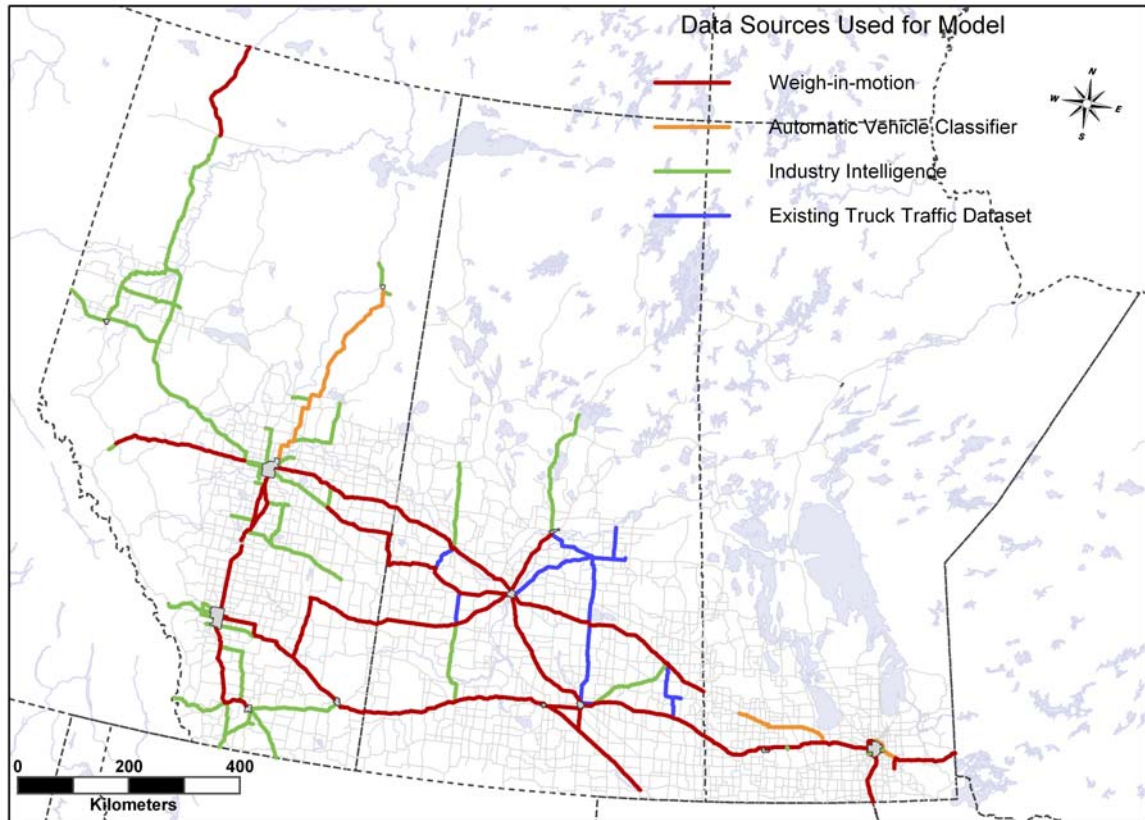 Data Sources Used for Model
Weigh-in-motion
Automatic Vehicle Classifier
Industry Intelligence
Existing Truck Traffic Dataset
N
W
E
S
0 200 400
Kilometers